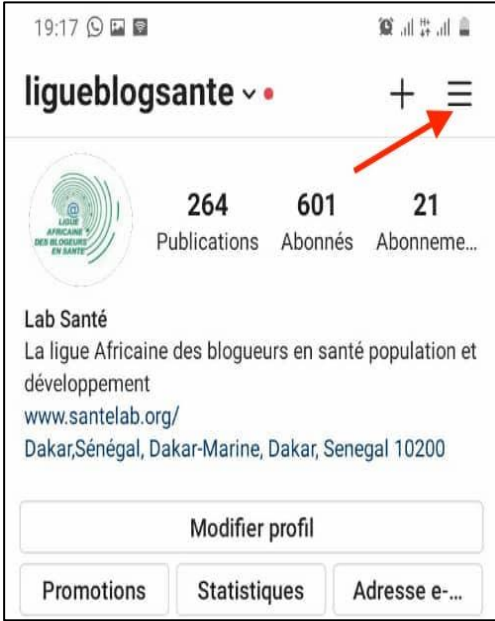 19:17
ligueblogsante
264 601 21
Publications Abonnés Abonneme...
@
LIGUE
AFRICAINE
DES BLOGEURS
EN SANTE
Lab Santé
La ligue Africaine des blogueurs en santé population et
développement
www.santelab.org/
Dakar,Sénégal, Dakar-Marine, Dakar, Senegal 10200
Modifier profil
Promotions Statistiques Adresse e-...